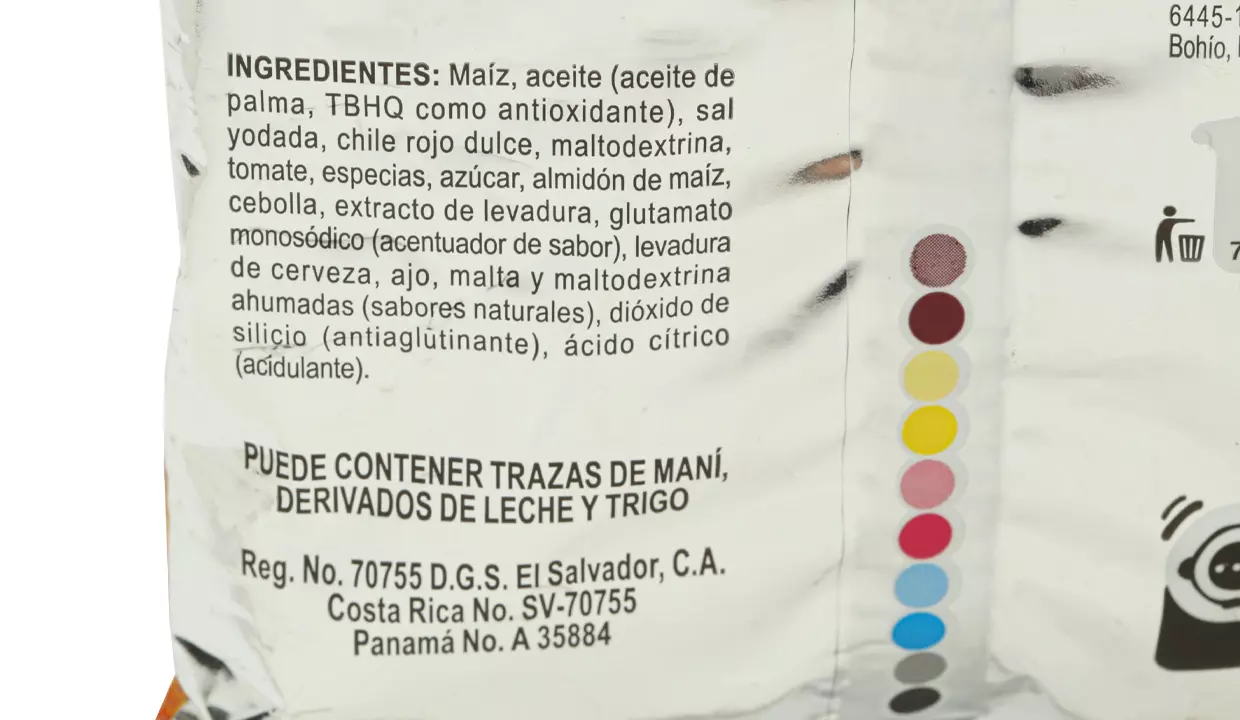 INGREDIENTES: Maíz, aceite (aceite de
palma, TBHQ como antioxidante), sal
yodada, chile rojo dulce, maltodextrina,
tomate, especias, azúcar, almidón de maíz,
cebolla, extracto de levadura, glutamato
monosódico (acentuador de sabor), levadura
de cerveza, ajo, malta y maltodextrina
ahumadas (sabores naturales), dióxido de
silicio (antiaglutinante), ácido cítrico
(acidulante).
PUEDE CONTENER TRAZAS DE MANÍ,
DERIVADOS DE LECHE Y TRIGO
Reg. No. 70755 D.G.S. El Salvador, C.A.
Costa Rica No. SV-70755
Panamá No. A 35884
6445-1
Bohío,
7